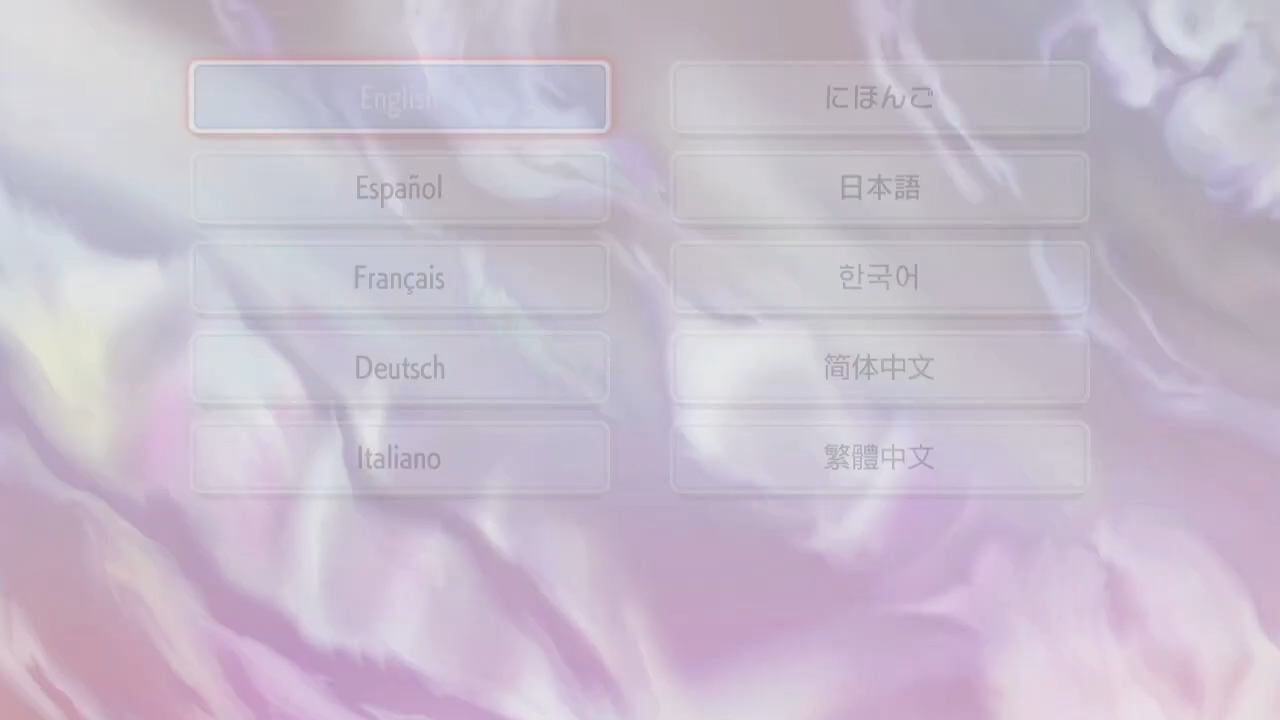 English
Español
Français
Deutsch
Italiano
にほんご
日本語
한국어
简体中文
繁體中文